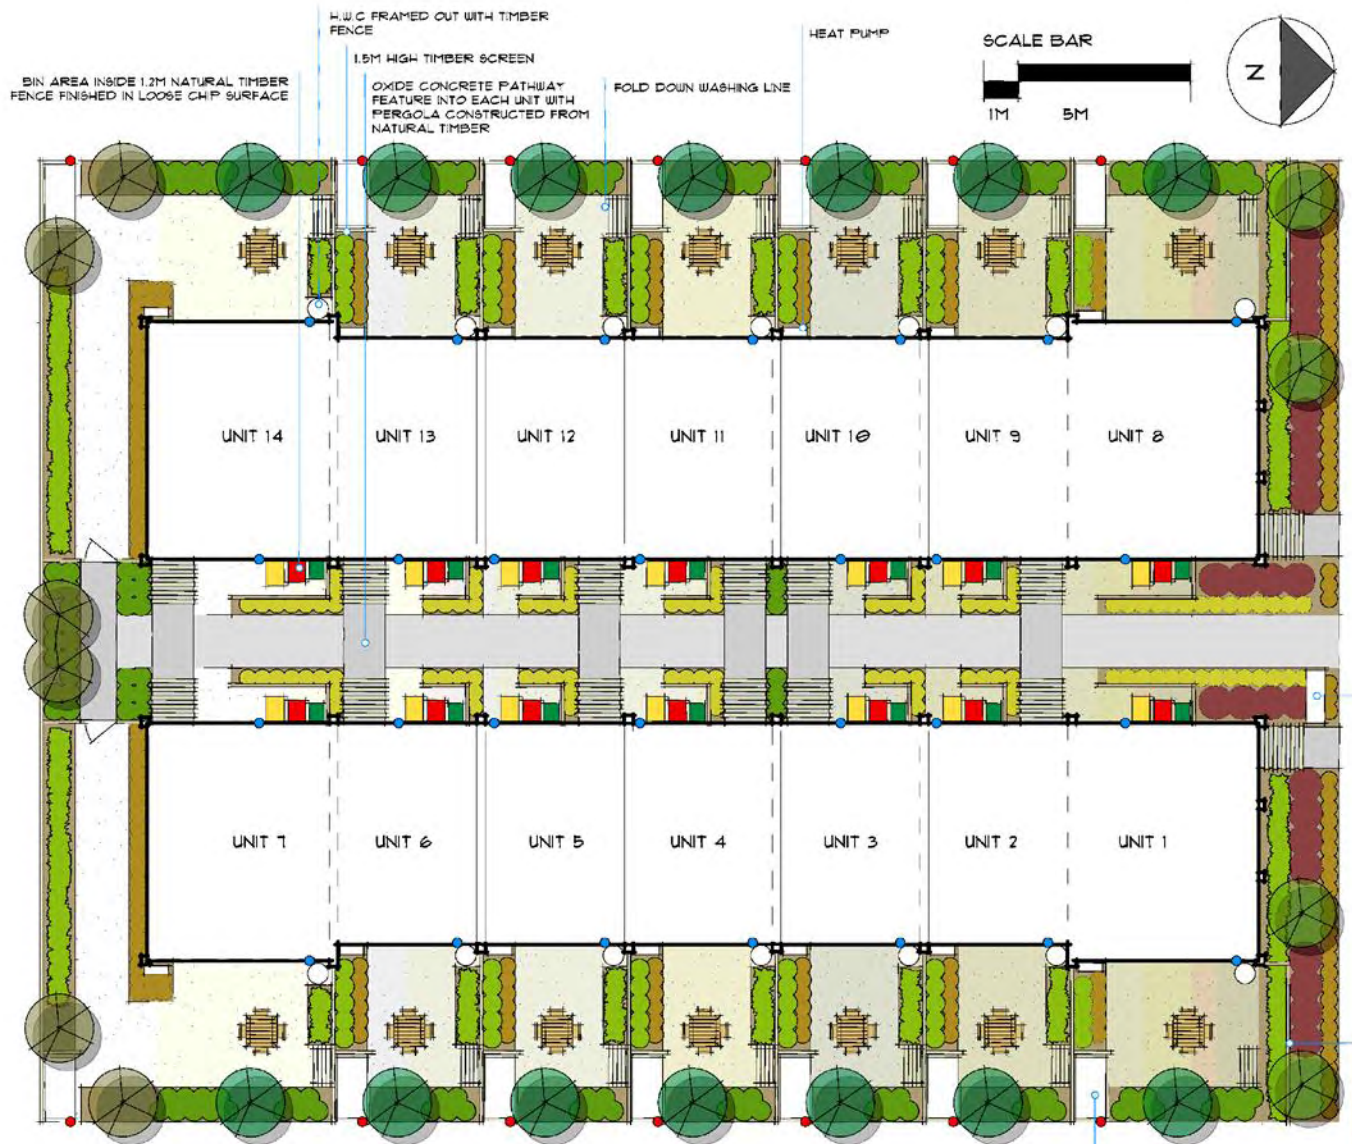 H.W.C FRAMED OUT WITH TIMBER
FENCE
1.5M HIGH TIMBER SCREEN
BIN AREA INSIDE 1.2M NATURAL TIMBER
FENCE FINISHED IN LOOSE CHIP SURFACE
OXIDE CONCRETE PATHWAY
FEATURE INTO EACH UNIT WITH
PERGOLA CONSTRUCTED FROM
NATURAL TIMBER
FOLD DOWN WASHING LINE
HEAT PUMP
SCALE BAR
1M 5M
N
UNIT 14 UNIT 13 UNIT 12 UNIT 11 UNIT 10 UNIT 9 UNIT 8
UNIT 7 UNIT 6 UNIT 5 UNIT 4 UNIT 3 UNIT 2 UNIT 1